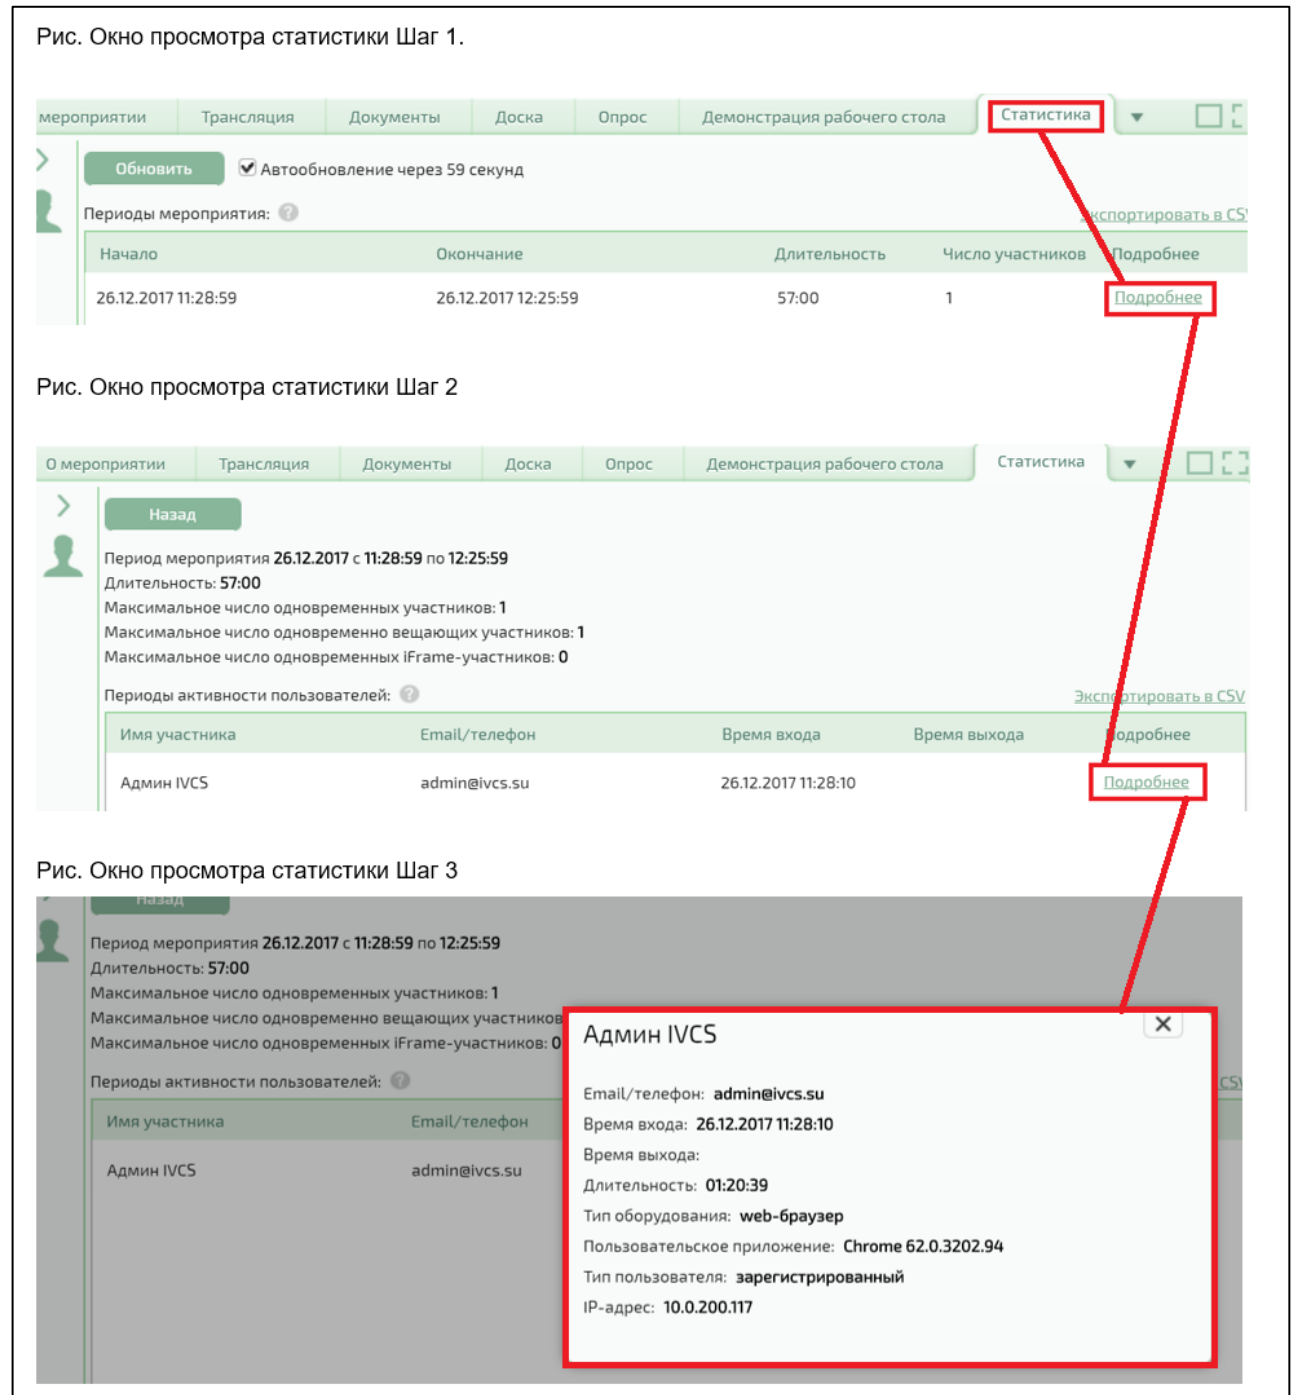 Рис. Окно просмотра статистики Шаг 1.
мероприятии Трансляция Документы Доска Опрос Демонстрация рабочего стола Статистика
Обновить Автообновление через 59 секунд
Периоды мероприятия: ?
Экспортировать в CSV
Начало Окончание Длительность Число участников Подробнее
26.12.2017 11:28:59 26.12.2017 12:25:59 57:00 1 Подробнее
Рис. Окно просмотра статистики Шаг 2
О мероприятии Трансляция Документы Доска Опрос Демонстрация рабочего стола Статистика
Назад
Период мероприятия 26.12.2017 с 11:28:59 по 12:25:59
Длительность: 57:00
Максимальное число одновременных участников: 1
Максимальное число одновременно вещающих участников: 1
Максимальное число одновременных iFrame-участников: 0
Периоды активности пользователей: ? Экспортировать в CSV
Имя участника Email/телефон Время входа Время выхода Подробнее
Админ IVCS admin@ivcs.su 26.12.2017 11:28:10 Подробнее
Рис. Окно просмотра статистики Шаг 3
Назад
Период мероприятия 26.12.2017 с 11:28:59 по 12:25:59
Длительность: 57:00
Максимальное число одновременных участников: 1
Максимальное число одновременно вещающих участников
Максимальное число одновременных iFrame-участников: 0
Периоды активности пользователей: ? CSV
Имя участника Email/телефон
Админ IVCS admin@ivcs.su
Админ IVCS
Email/телефон: admin@ivcs.su
Время входа: 26.12.2017 11:28:10
Время выхода:
Длительность: 01:20:39
Тип оборудования: web-браузер
Пользовательское приложение: Chrome 62.0.3202.94
Тип пользователя: зарегистрированный
IP-адрес: 10.0.200.117